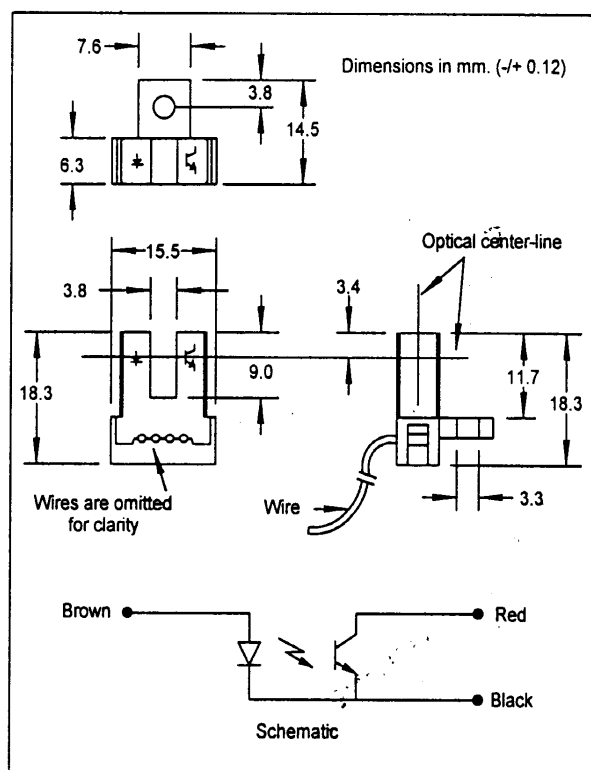 7.6
Dimensions in mm. (-/+ 0.12)
3.8
14.5
6.3
15.5
Optical center-line
3.8
3.4
9.0
18.3
11.7
18.3
Wires are omitted
for clarity
Wire
3.3
Brown
Red
Black
Schematic